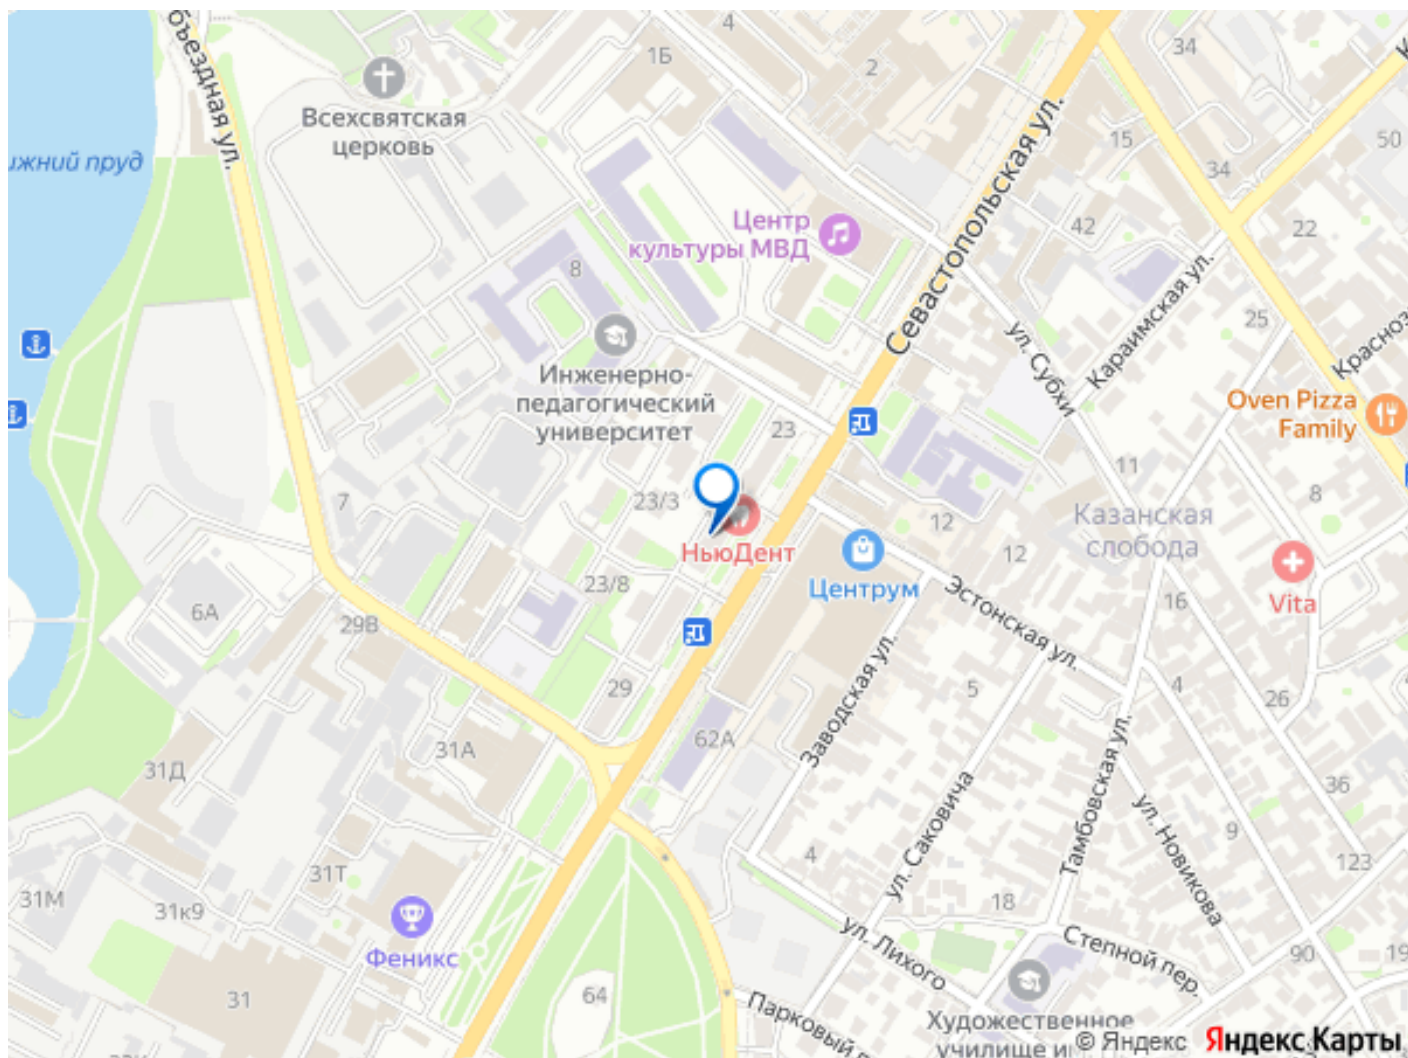 4
34
2
1Б
Объездная ул.
Всехсвятская
церковь
15
50
34
Севастопольская ул.
42
22
Центр
культуры МВД
8
Караимская ул.
25
ул. Субхи
Инженерно-
педагогический
университет
Oven Pizza
Family
23
11
8
23/3
7
12
12
Казанская
слобода
НьюДент
Центрум
Эстонская ул.
Vita
23/8
6А
29В
16
Заводская ул.
5
4
29
26
62А
31А
31Д
Тамбовская ул.
36
ул. Саковича
ул. Новикова
9
4
123
31Т
31М
31к9
18
Феникс
ул. Лихого
Степной пер.
90
31
64
Парковый
Художественное
училище
© Яндекс
Яндекс Карты